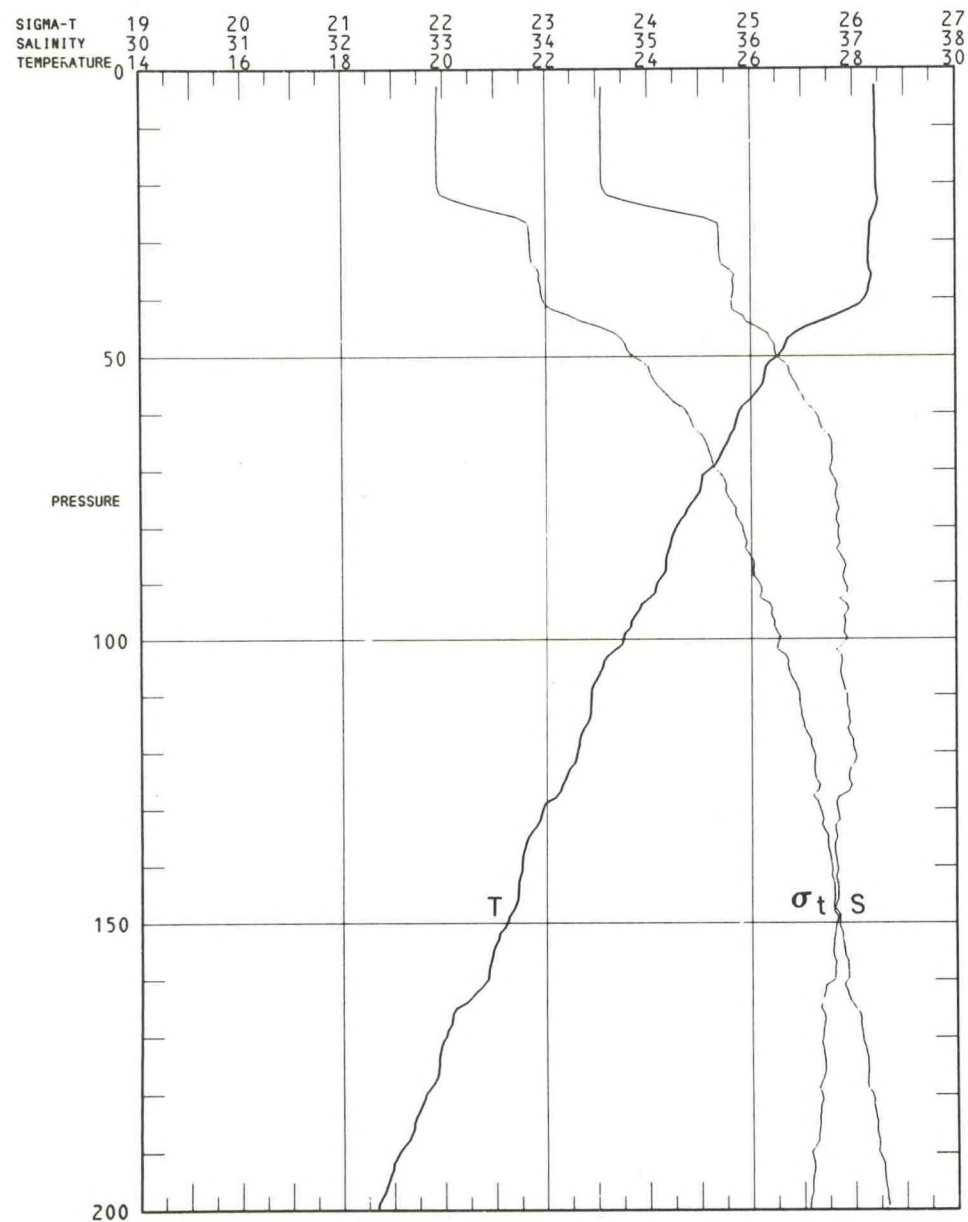 SIGMA-T 19 20 21 22 23 24 25 26 27
SALINITY 30 31 32 33 34 35 36 37 38
TEMPERATURE 14 16 18 20 22 24 26 28 30
0
50
PRESSURE
100
T σt S
150
200